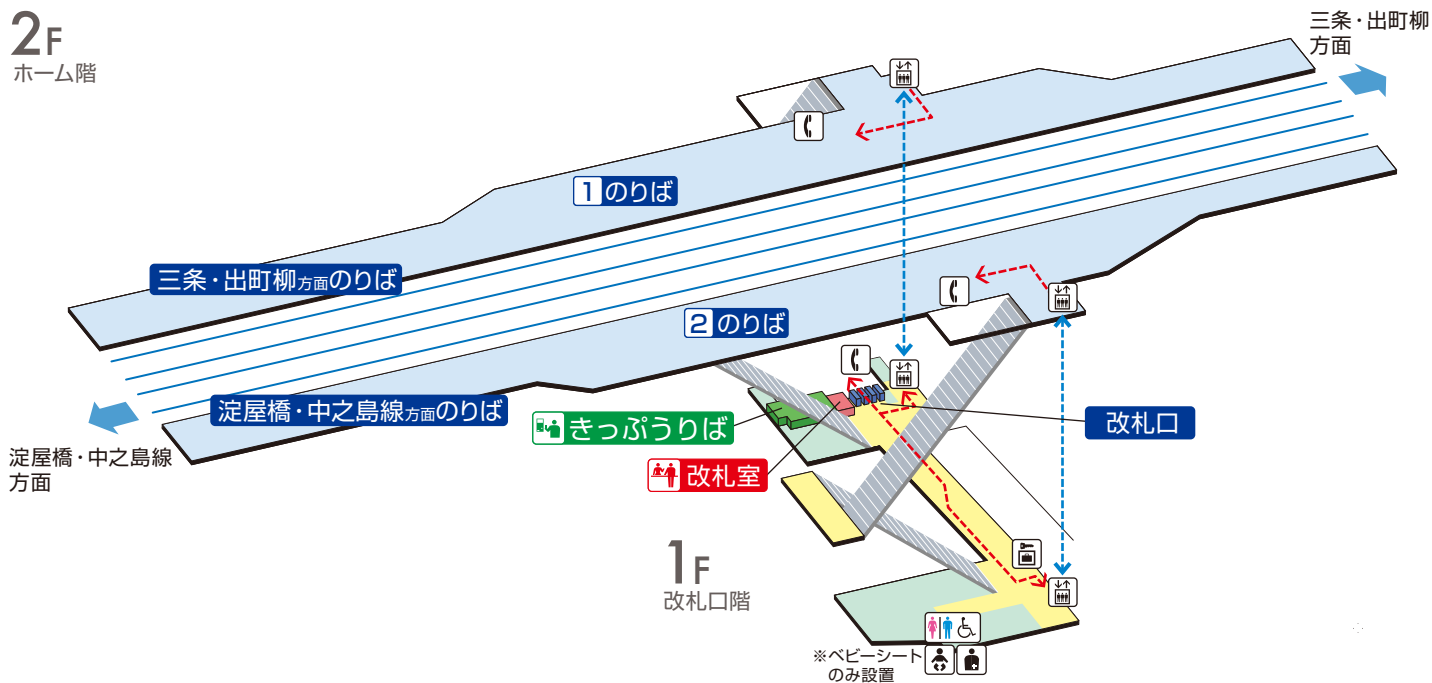 2F
ホーム階
三条・出町柳
方面
1 のりば
三条・出町柳方面のりば
2 のりば
淀屋橋・中之島線方面のりば
淀屋橋・中之島線
方面
きっぷうりば
改札口
改札室
1F
改札口階
※ベビーシート
のみ設置